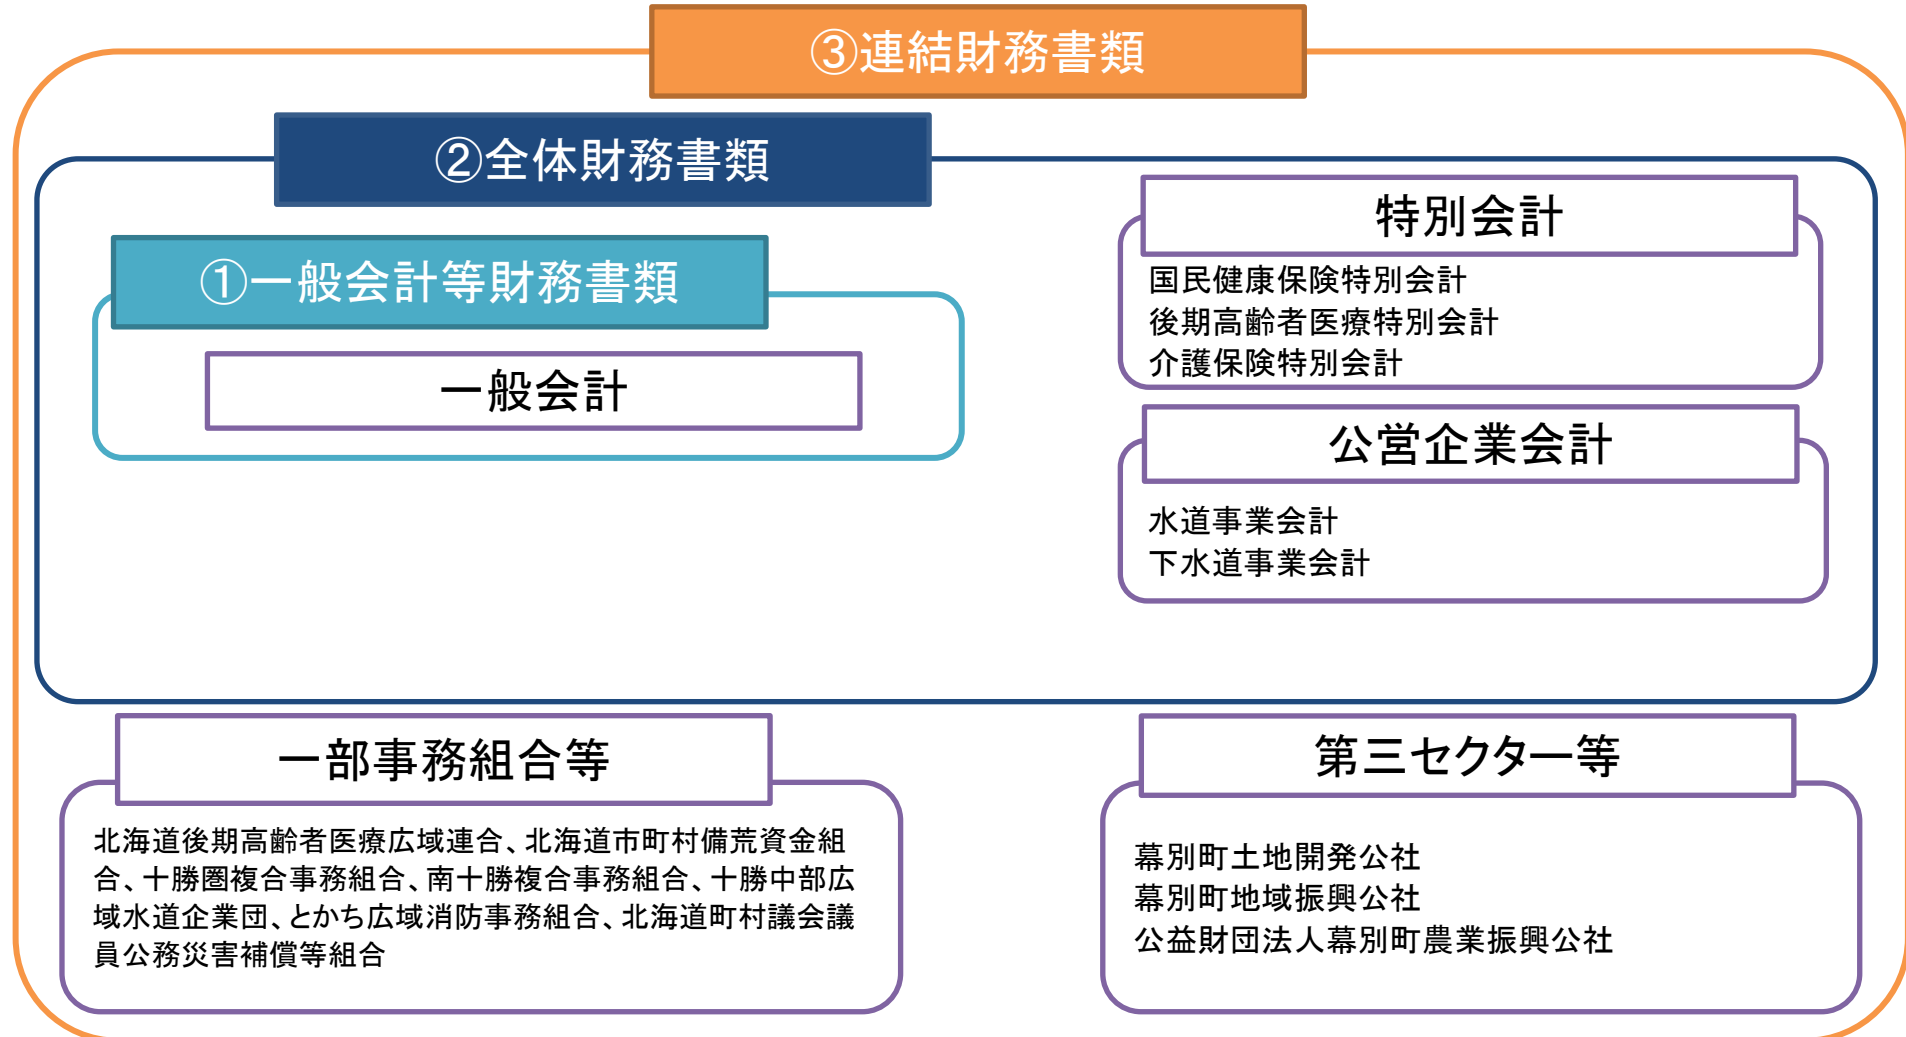 ③連結財務書類
②全体財務書類
①一般会計等財務書類
一般会計
特別会計
国民健康保険特別会計
後期高齢者医療特別会計
介護保険特別会計
公営企業会計
水道事業会計
下水道事業会計
一部事務組合等
北海道後期高齢者医療広域連合、北海道市町村備荒資金組
合、十勝圏複合事務組合、南十勝複合事務組合、十勝中部広
域水道企業団、とかち広域消防事務組合、北海道町村議会議
員公務災害補償等組合
第三セクター等
幕別町土地開発公社
幕別町地域振興公社
公益財団法人幕別町農業振興公社